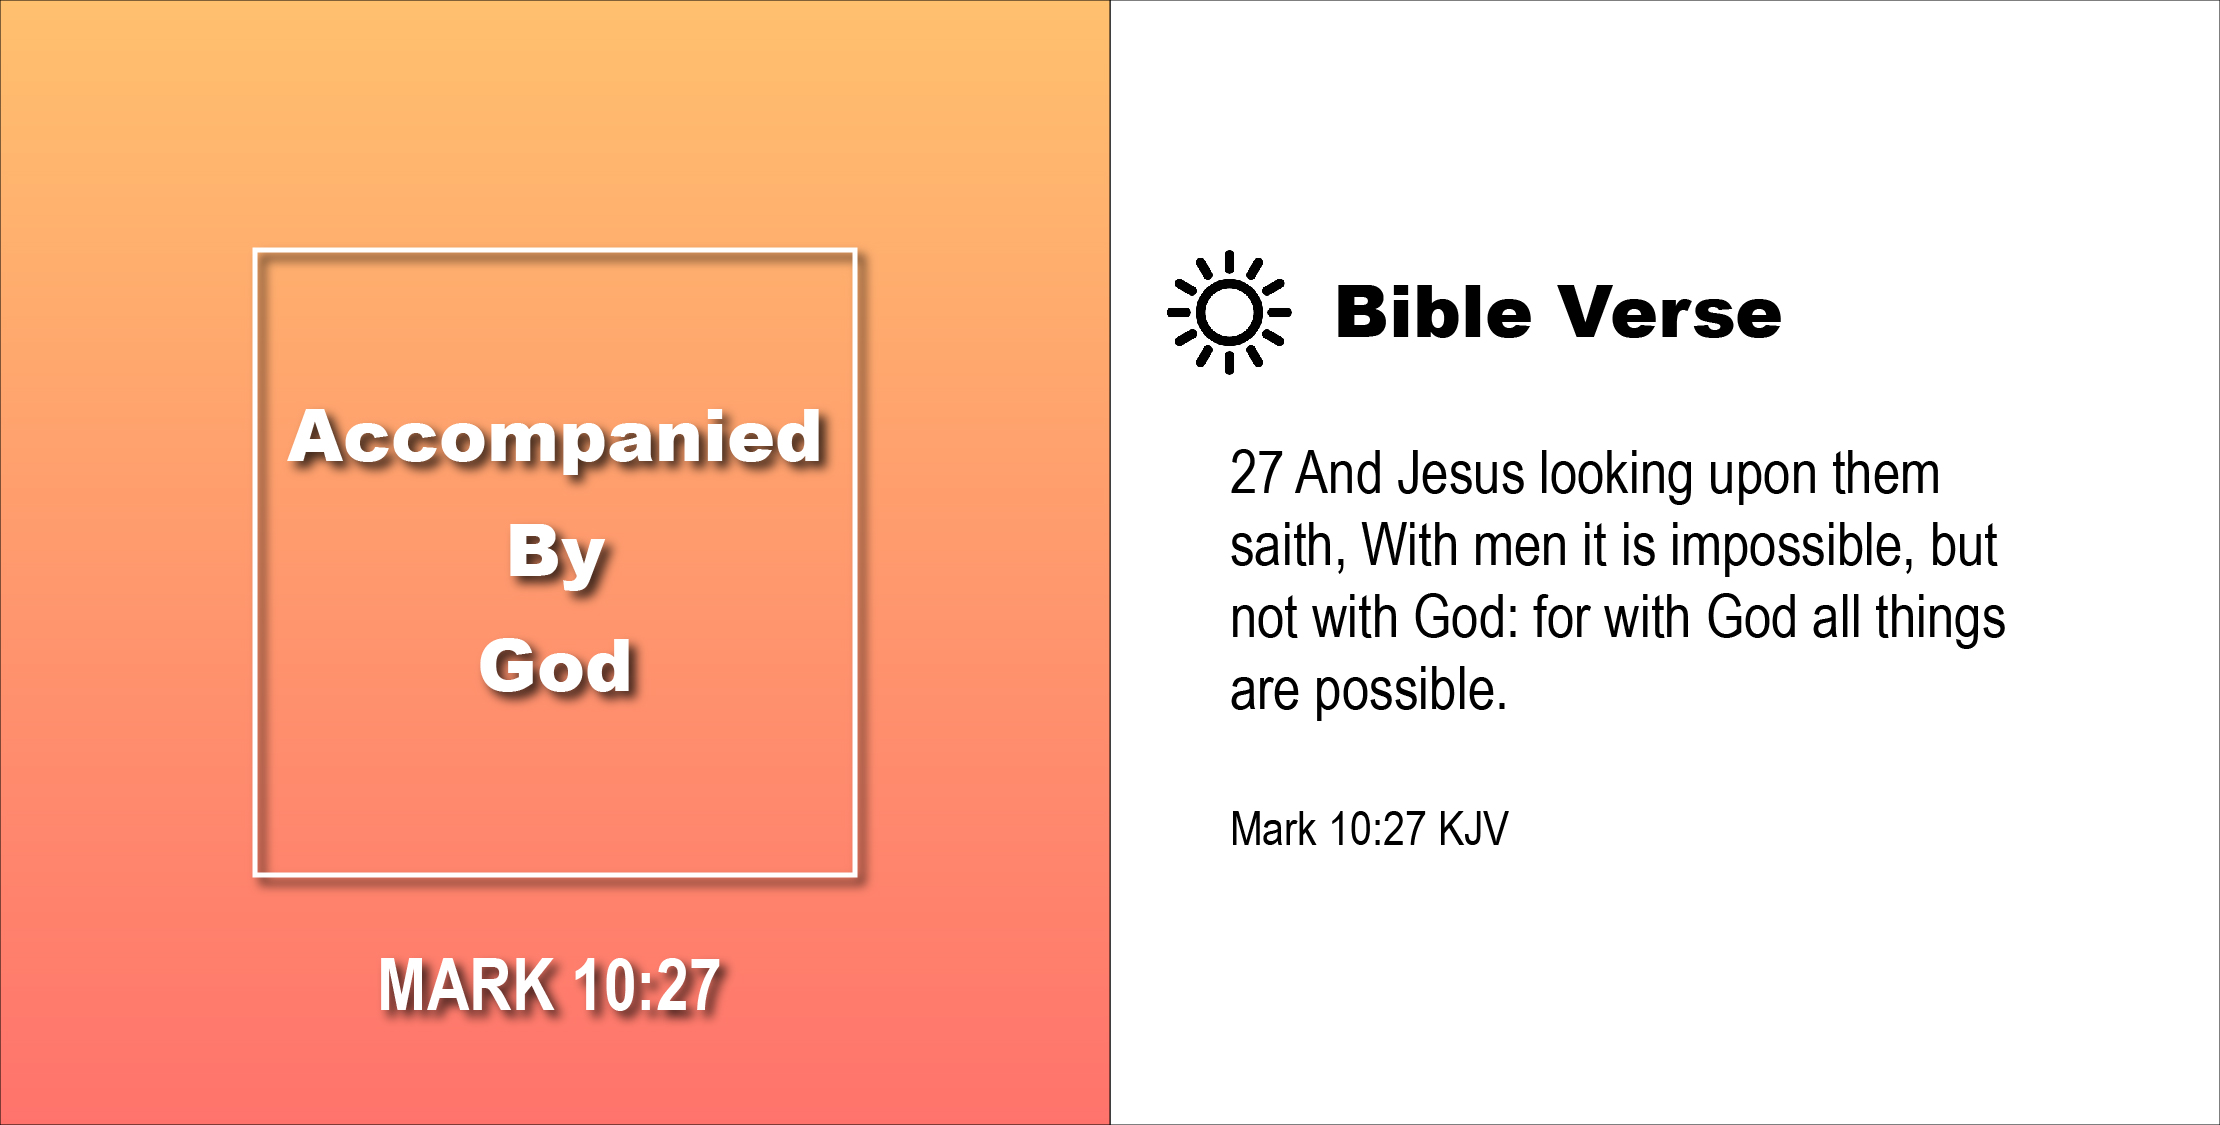 Accompanied
By
God
MARK 10:27
Bible Verse
27 And Jesus looking upon them
saith, With men it is impossible, but
not with God: for with God all things
are possible.
Mark 10:27 KJV